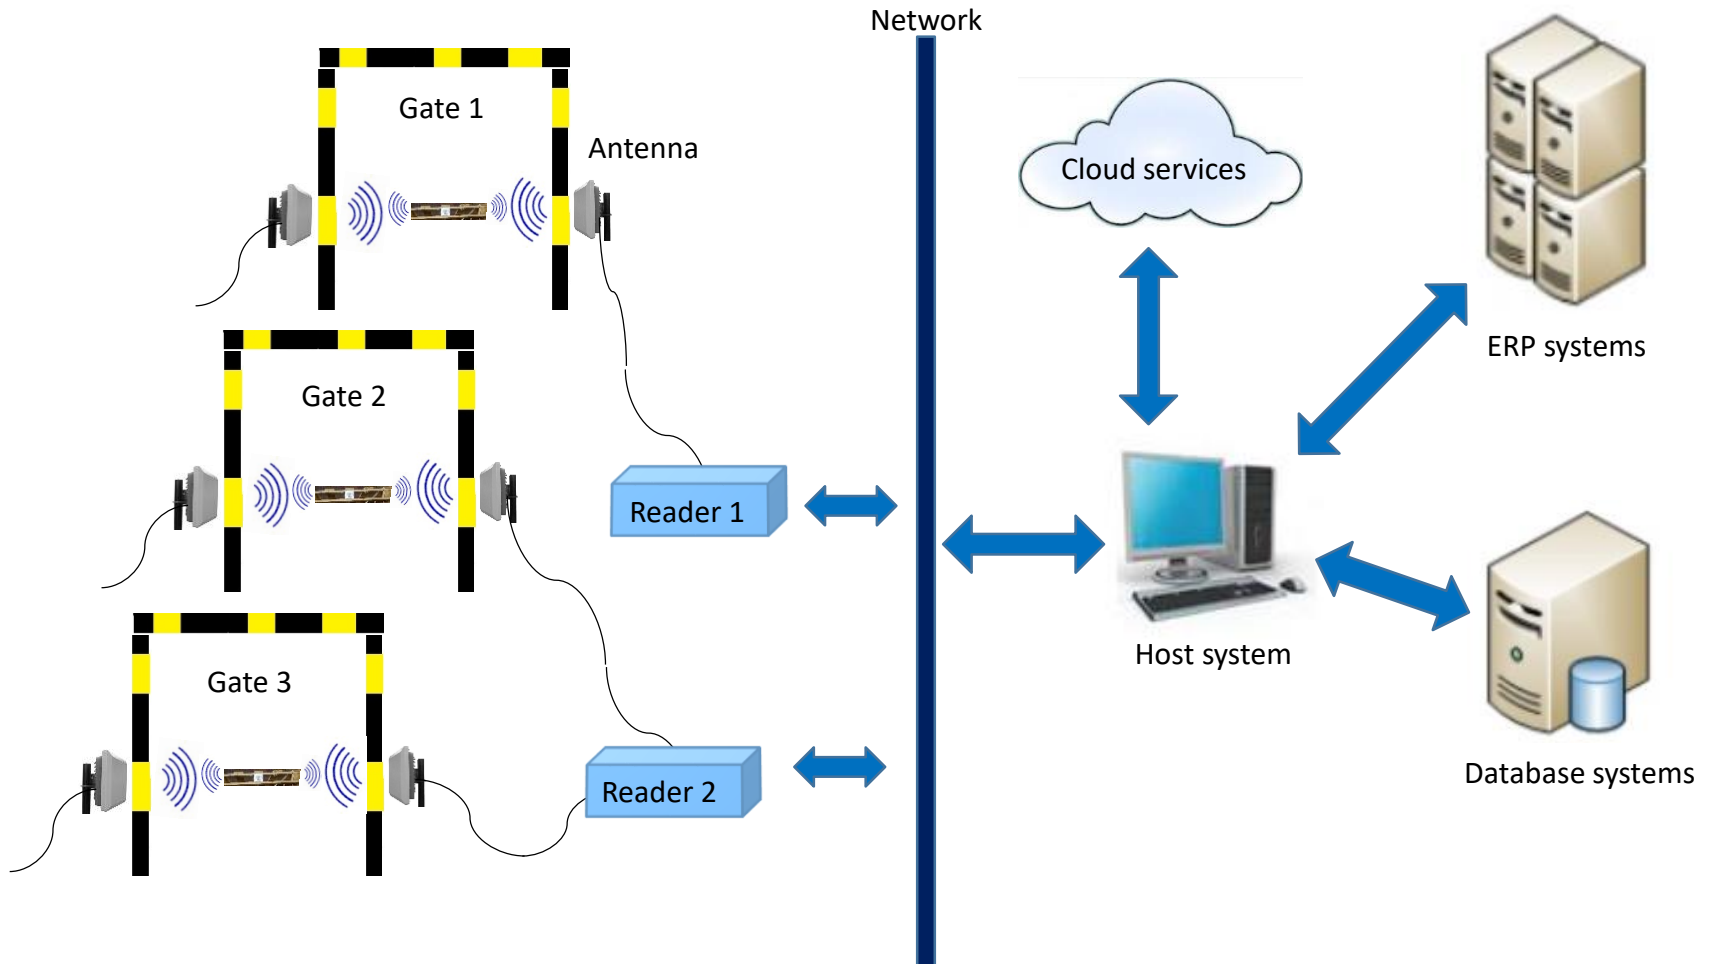 Network
Gate 1
Antenna
Cloud services
ERP systems
Gate 2
Reader 1
Host system
Gate 3
Database systems
Reader 2